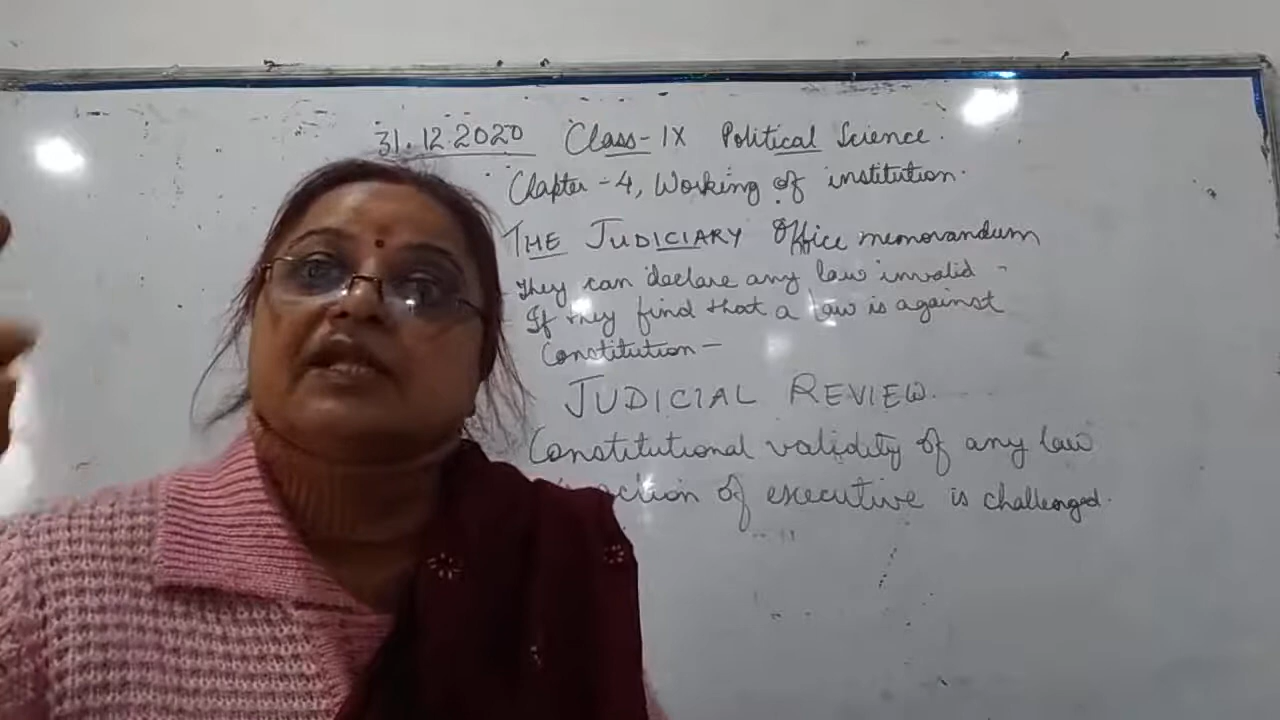 31.12.2020 Class-IX Political Science.
Chapter-4, Working of institution.
THE JUDICIARY Office memorandum
They can declare any law invalid -
If they find that a law is against
Constitution -
JUDICIAL REVIEW.
Constitutional validity of any law
action of executive is challenged.